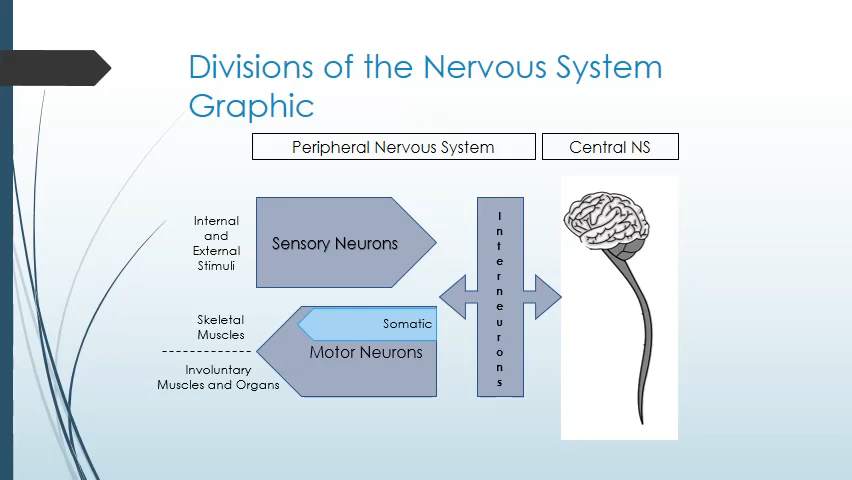 Divisions of the Nervous System
Graphic
Peripheral Nervous System
Central NS
Internal
and
External
Stimuli
Sensory Neurons
Interneurons
Skeletal
Muscles
Somatic
Motor Neurons
Involuntary
Muscles and Organs